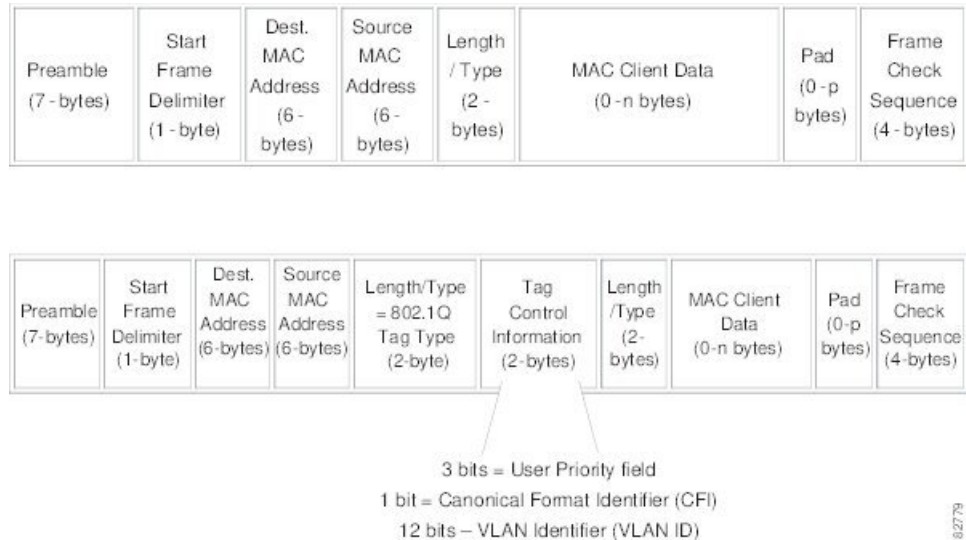 Preamble
(7 - bytes)
Start
Frame
Delimiter
(1 - byte)
Dest.
MAC
Address
(6 -
bytes)
Source
MAC
Address
(6 -
bytes)
Length
/ Type
(2 -
bytes)
MAC Client Data
(0 -n bytes)
Pad
(0 -p
bytes)
Frame
Check
Sequence
(4 -bytes)
Preamble
(7-bytes)
Start
Frame
Delimiter
(1-byte)
Dest.
MAC
Address
(6-bytes)
Source
MAC
Address
(6-bytes)
Length/Type
= 802.1Q
Tag Type
(2-byte)
Tag
Control
Information
(2-bytes)
Length
/Type
(2-
bytes)
MAC Client
Data
(0-n bytes)
Pad
(0-p
bytes)
Frame
Check
Sequence
(4-bytes)
3 bits = User Priority field
1 bit = Canonical Format Identifier (CFI)
12 bits – VLAN Identifier (VLAN ID)
82779